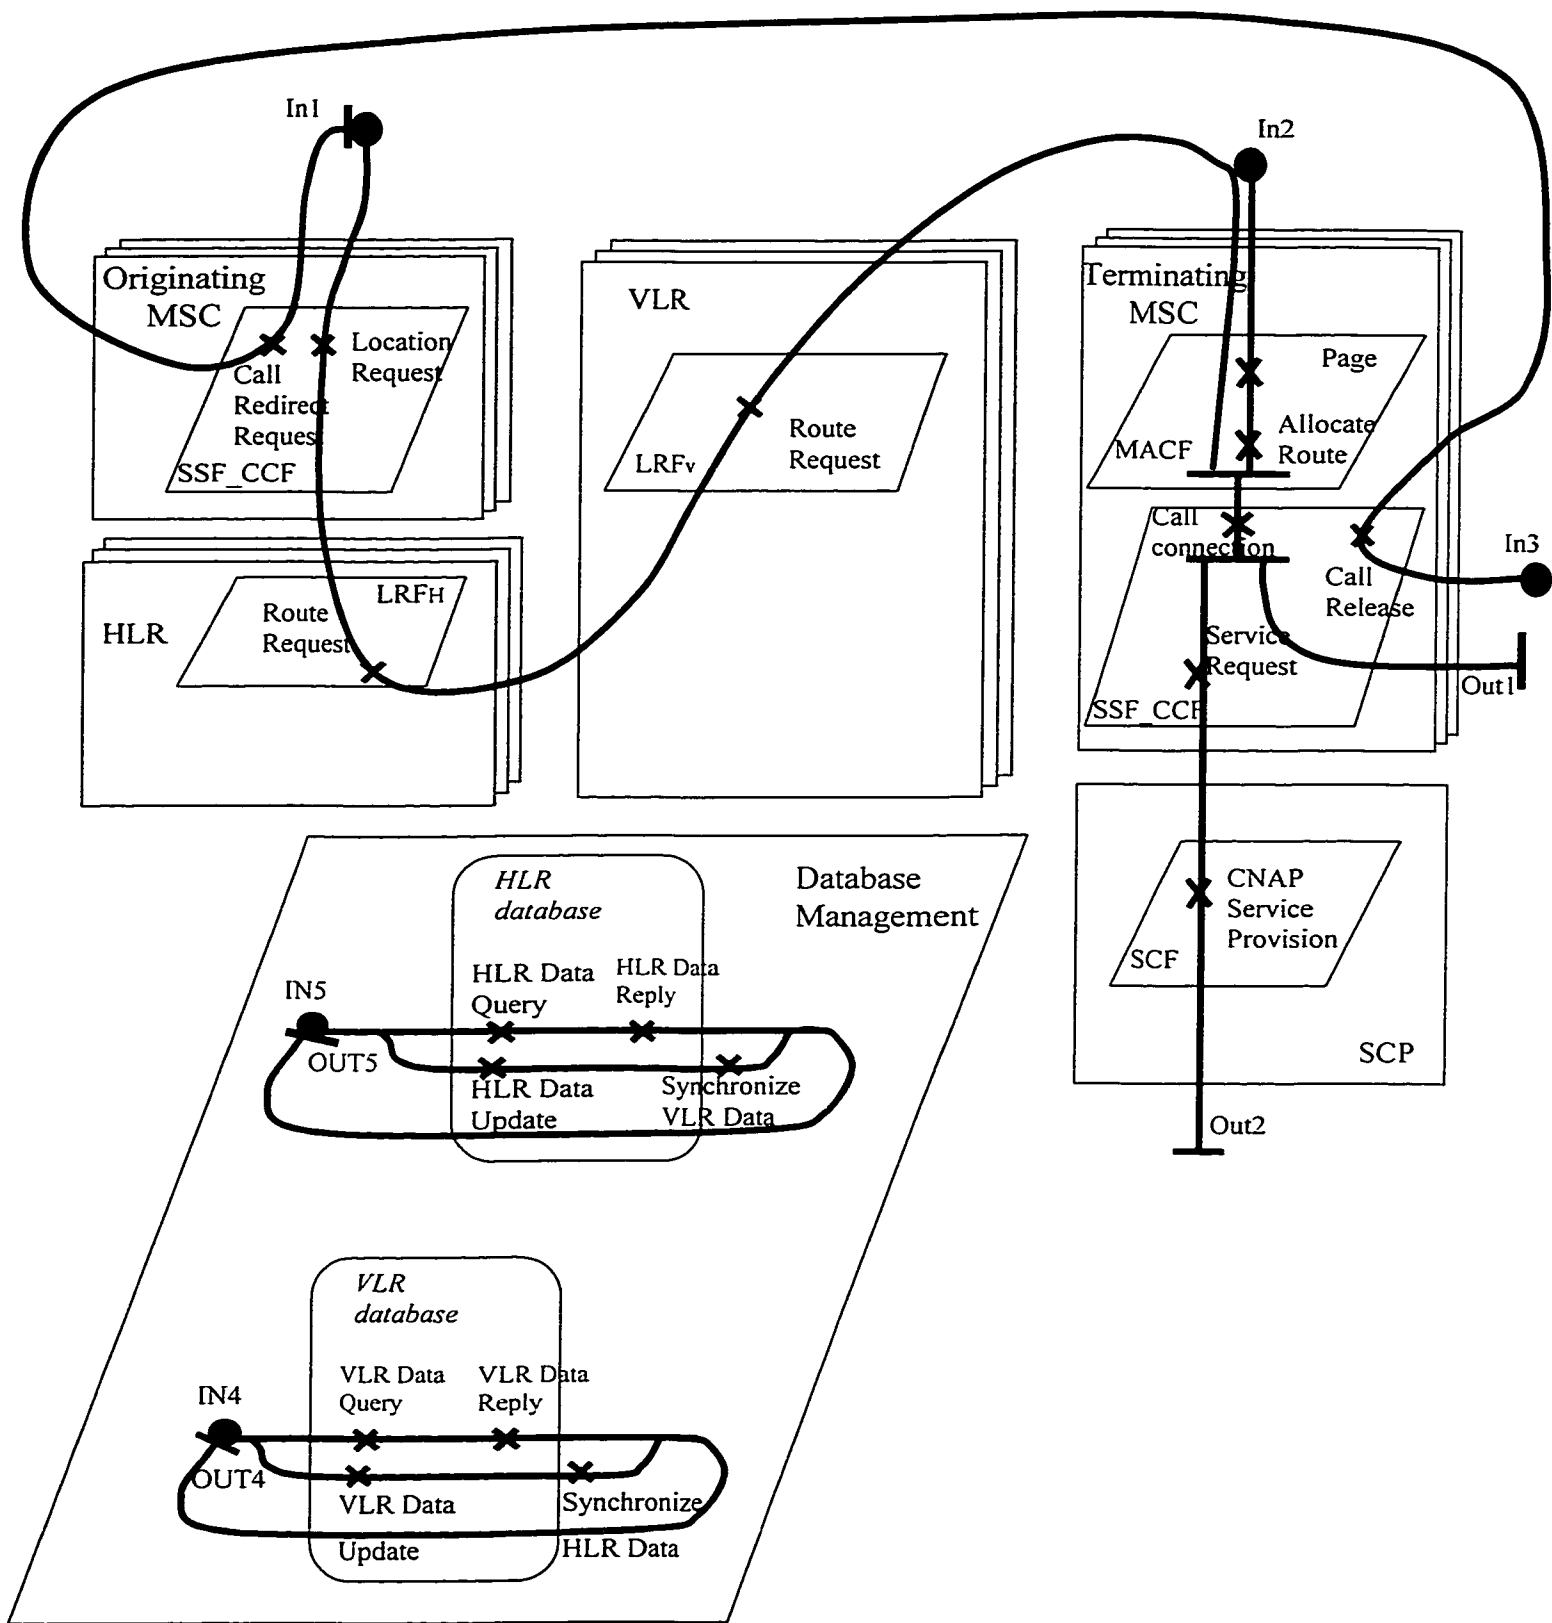 In1
In2
Originating
MSC
Location
Request
Call
Redirect
Request
SSF_CCF
VLR
LRFv
Route
Request
Terminating
MSC
Page
Allocate
Route
MACF
Call
connection
In3
Call
Release
Service
Request
Out1
SSF_CCF
HLR
LRFH
Route
Request
CNAP
Service
Provision
SCF
SCP
Out2
Database
Management
HLR
database
HLR Data
Query
HLR Data
Reply
IN5
OUT5
HLR Data
Update
Synchronize
VLR Data
VLR
database
VLR Data
Query
VLR Data
Reply
IN4
OUT4
VLR Data
Update
Synchronize
HLR Data